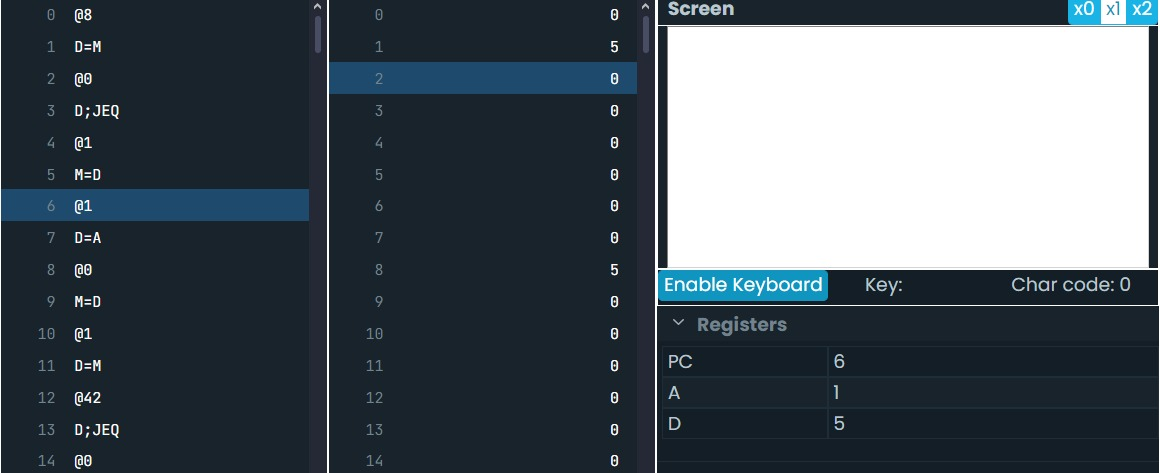 0 @8
1 D=M
2 @0
3 D;JEQ
4 @1
5 M=D
6 @1
7 D=A
8 @0
9 M=D
10 @1
11 D=M
12 @42
13 D;JEQ
14 @0
0 0
1 5
2 0
3 0
4 0
5 0
6 0
7 0
8 5
9 0
10 0
11 0
12 0
13 0
14 0
Screen x0 x1 x2
Enable Keyboard Key: Char code: 0
Registers
PC 6
A 1
D 5